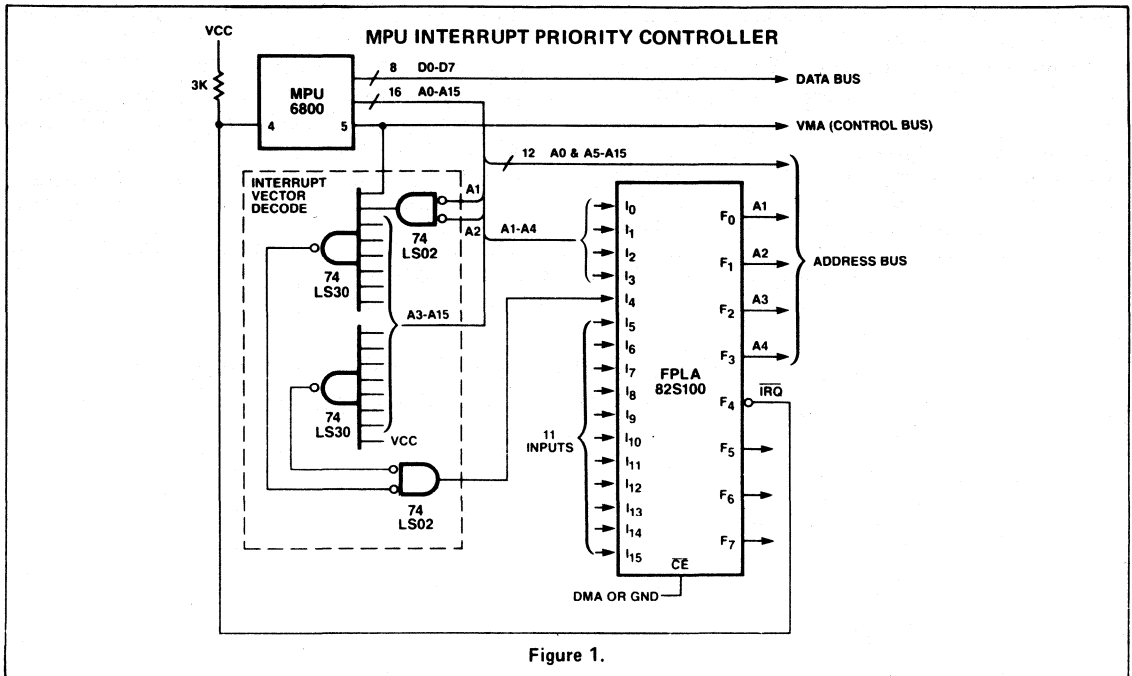 MPU INTERRUPT PRIORITY CONTROLLER
VCC
3K
MPU
6800
4
5
8 D0-D7
DATA BUS
16 A0-A15
VMA (CONTROL BUS)
12 A0 & A5-A15
INTERRUPT
VECTOR
DECODE
A1
A2
74
LS02
A1-A4
74
LS30
A3-A15
74
LS30
VCC
74
LS02
I0
I1
I2
I3
I4
I5
I6
I7
I8
I9
I10
I11
I12
I13
I14
I15
11
INPUTS
FPLA
82S100
CE
DMA OR GND
F0
F1
F2
F3
F4
F5
F6
F7
A1
A2
A3
A4
IRQ
ADDRESS BUS
Figure 1.